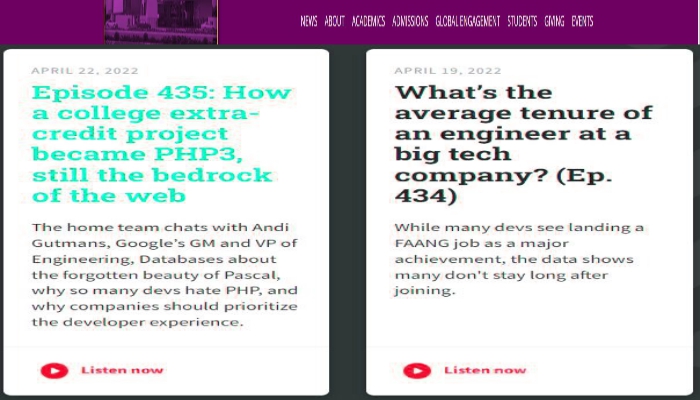 NEWS ABOUT ACADEMICS ADMISSIONS GLOBAL ENGAGEMENT STUDENTS GIVING EVENTS
APRIL 22, 2022
Episode 435: How
a college extra-
credit project
became PHP3,
still the bedrock
of the web
The home team chats with Andi
Gutmans, Google's GM and VP of
Engineering, Databases about
the forgotten beauty of Pascal,
why so many devs hate PHP, and
why companies should prioritize
the developer experience.
Listen now
APRIL 19, 2022
What's the
average tenure of
an engineer at a
big tech
company? (Ep.
434)
While many devs see landing a
FAANG job as a major
achievement, the data shows
many don't stay long after
joining.
Listen now